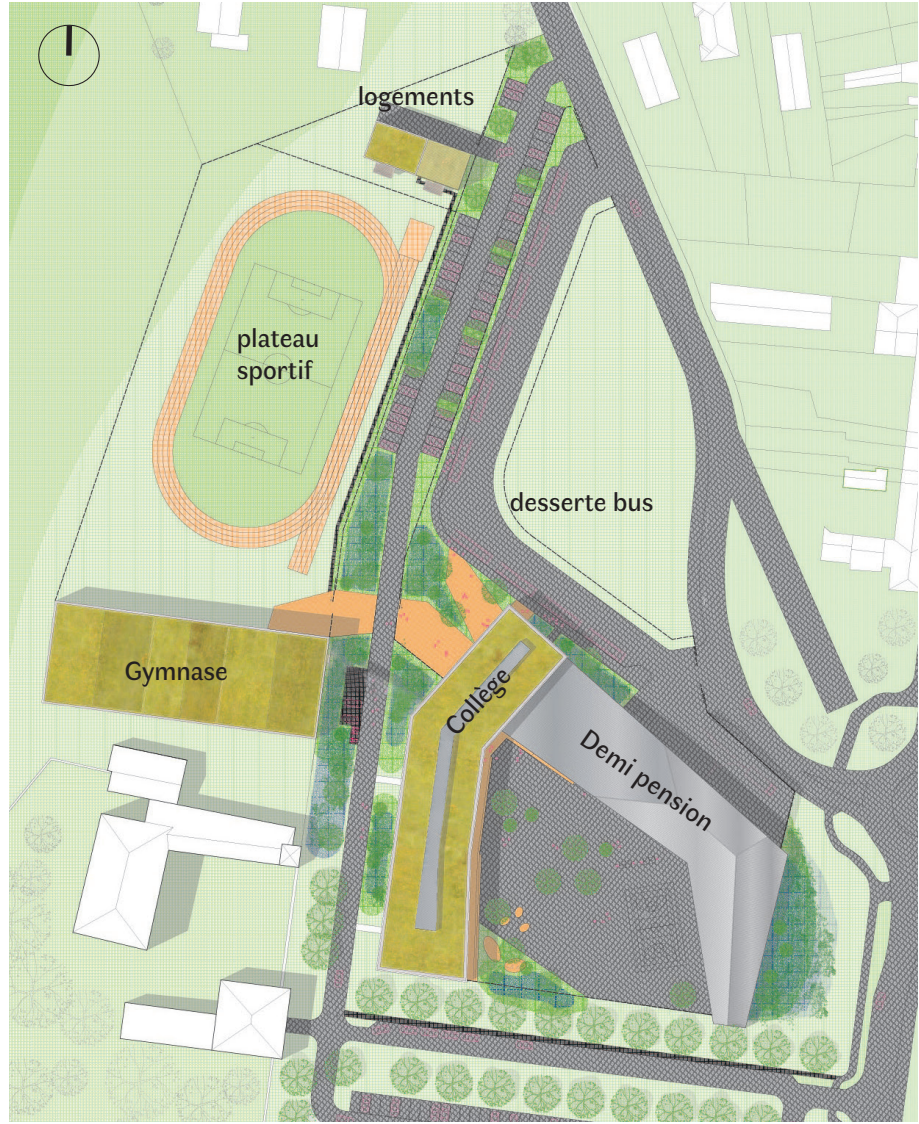 logements
plateau
sportif
desserte bus
Gymnase
Collège
Demi pension